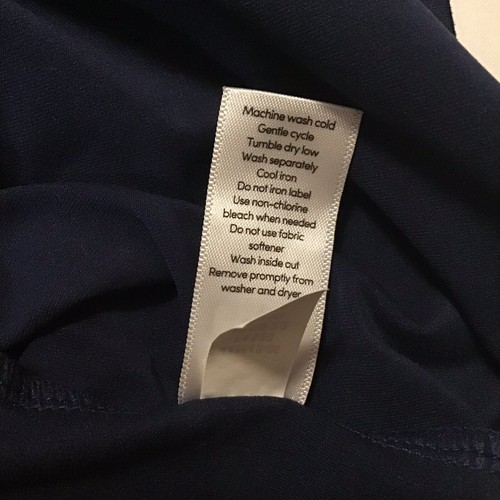 Machine wash cold
Gentle cycle
Tumble dry low
Wash separately
Cool iron
Do not iron label
Use non-chlorine
bleach when needed
Do not use fabric
softener
Wash inside out
Remove promptly from
washer and dryer